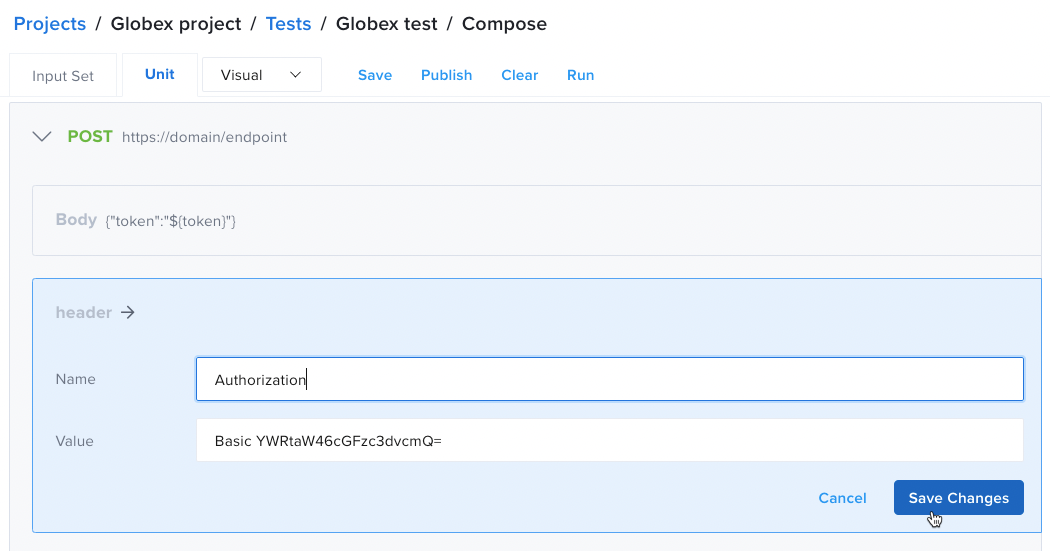 Projects / Globex project / Tests / Globex test / Compose
Input Set Unit Visual Save Publish Clear Run
POST https://domain/endpoint
Body {"token":"${token}"}
header →
Name Authorization
Value Basic YWRtaW46cGFzc3dvcmQ=
Cancel Save Changes